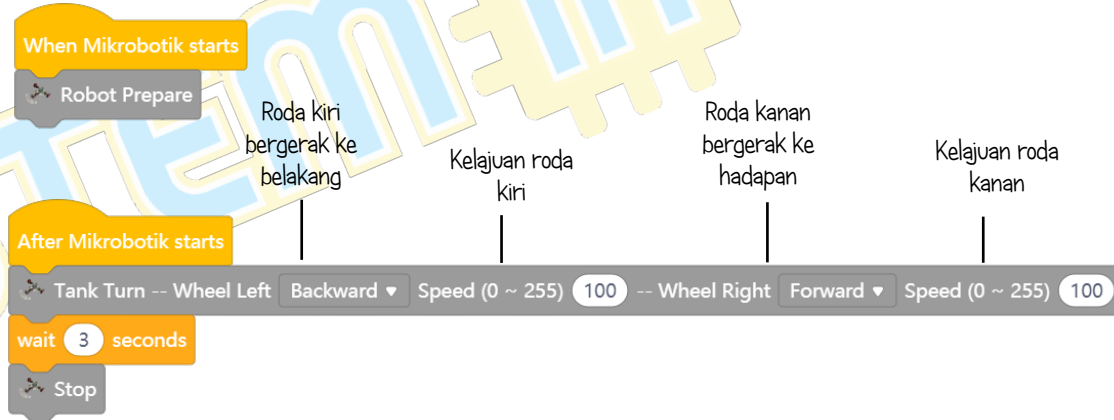 When Mikrobotik starts
Robot Prepare
Roda kiri
bergerak ke
belakang
Kelajuan roda
kiri
Roda kanan
bergerak ke
hadapan
Kelajuan roda
kanan
After Mikrobotik starts
Tank Turn -- Wheel Left Backward ▾ Speed (0 ~ 255) 100 -- Wheel Right Forward ▾ Speed (0 ~ 255) 100
wait 3 seconds
Stop